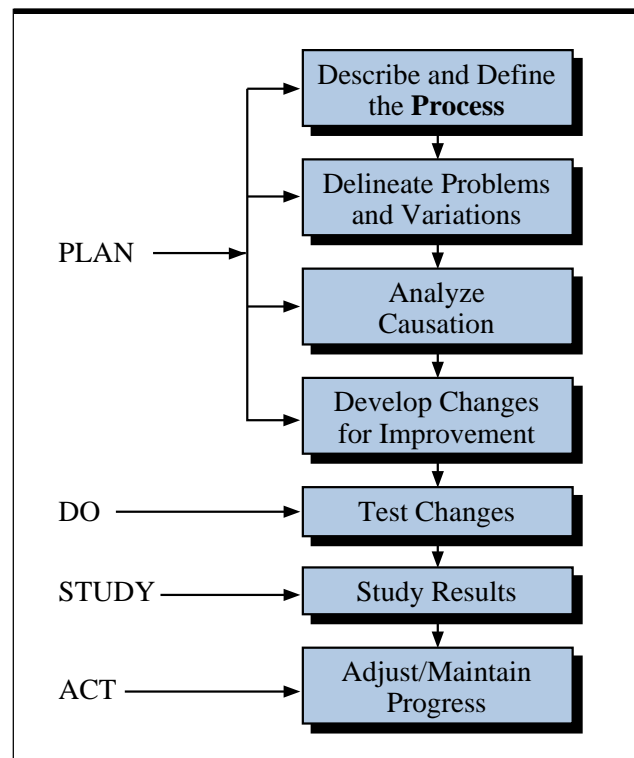 Describe and Define
the Process
Delineate Problems
and Variations
PLAN
Analyze
Causation
Develop Changes
for Improvement
DO
Test Changes
STUDY
Study Results
ACT
Adjust/Maintain
Progress